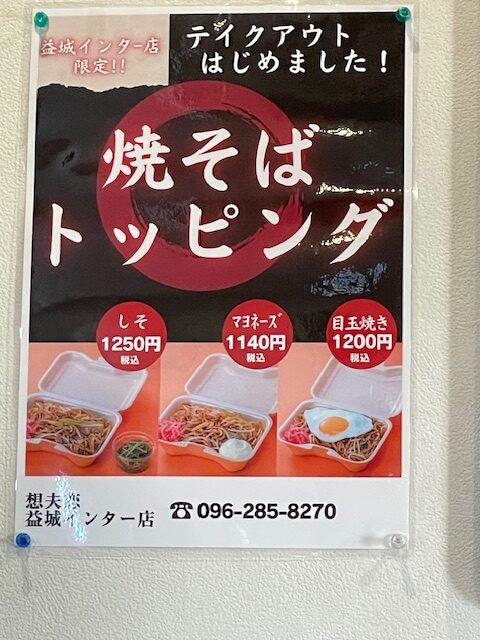 益城インター店
限定!!
テイクアウト
はじめました！
焼そば
トッピング
しそ
1250円
税込
マヨネーズ
1140円
税込
目玉焼き
1200円
税込
想夫恋
益城インター店
☎096-285-8270